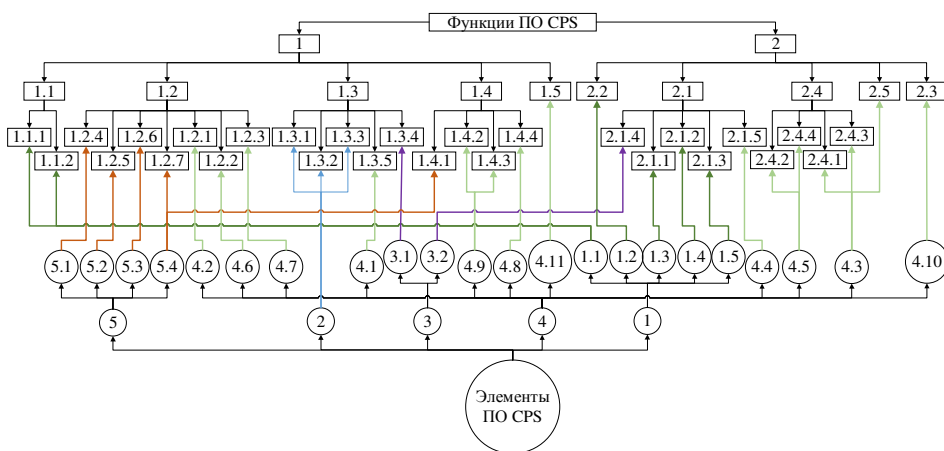 Функции ПО CPS
1 2
1.1 1.2 1.3 1.4 1.5 2.2 2.1 2.4 2.5 2.3
1.1.1 1.2.4 1.2.6 1.2.1 1.2.3 1.3.1 1.3.3 1.3.4 1.4.2 1.4.4 2.1.4 2.1.2 2.1.5 2.4.4 2.4.3
1.1.2 1.2.5 1.2.7 1.2.2 1.3.2 1.3.5 1.4.1 1.4.3 2.1.1 2.1.3 2.4.2 2.4.1
5.1 5.2 5.3 5.4 4.2 4.6 4.7 4.1 3.1 3.2 4.9 4.8 4.11 1.1 1.2 1.3 1.4 1.5 4.4 4.5 4.3 4.10
5 2 3 4 1
Элементы
ПО CPS